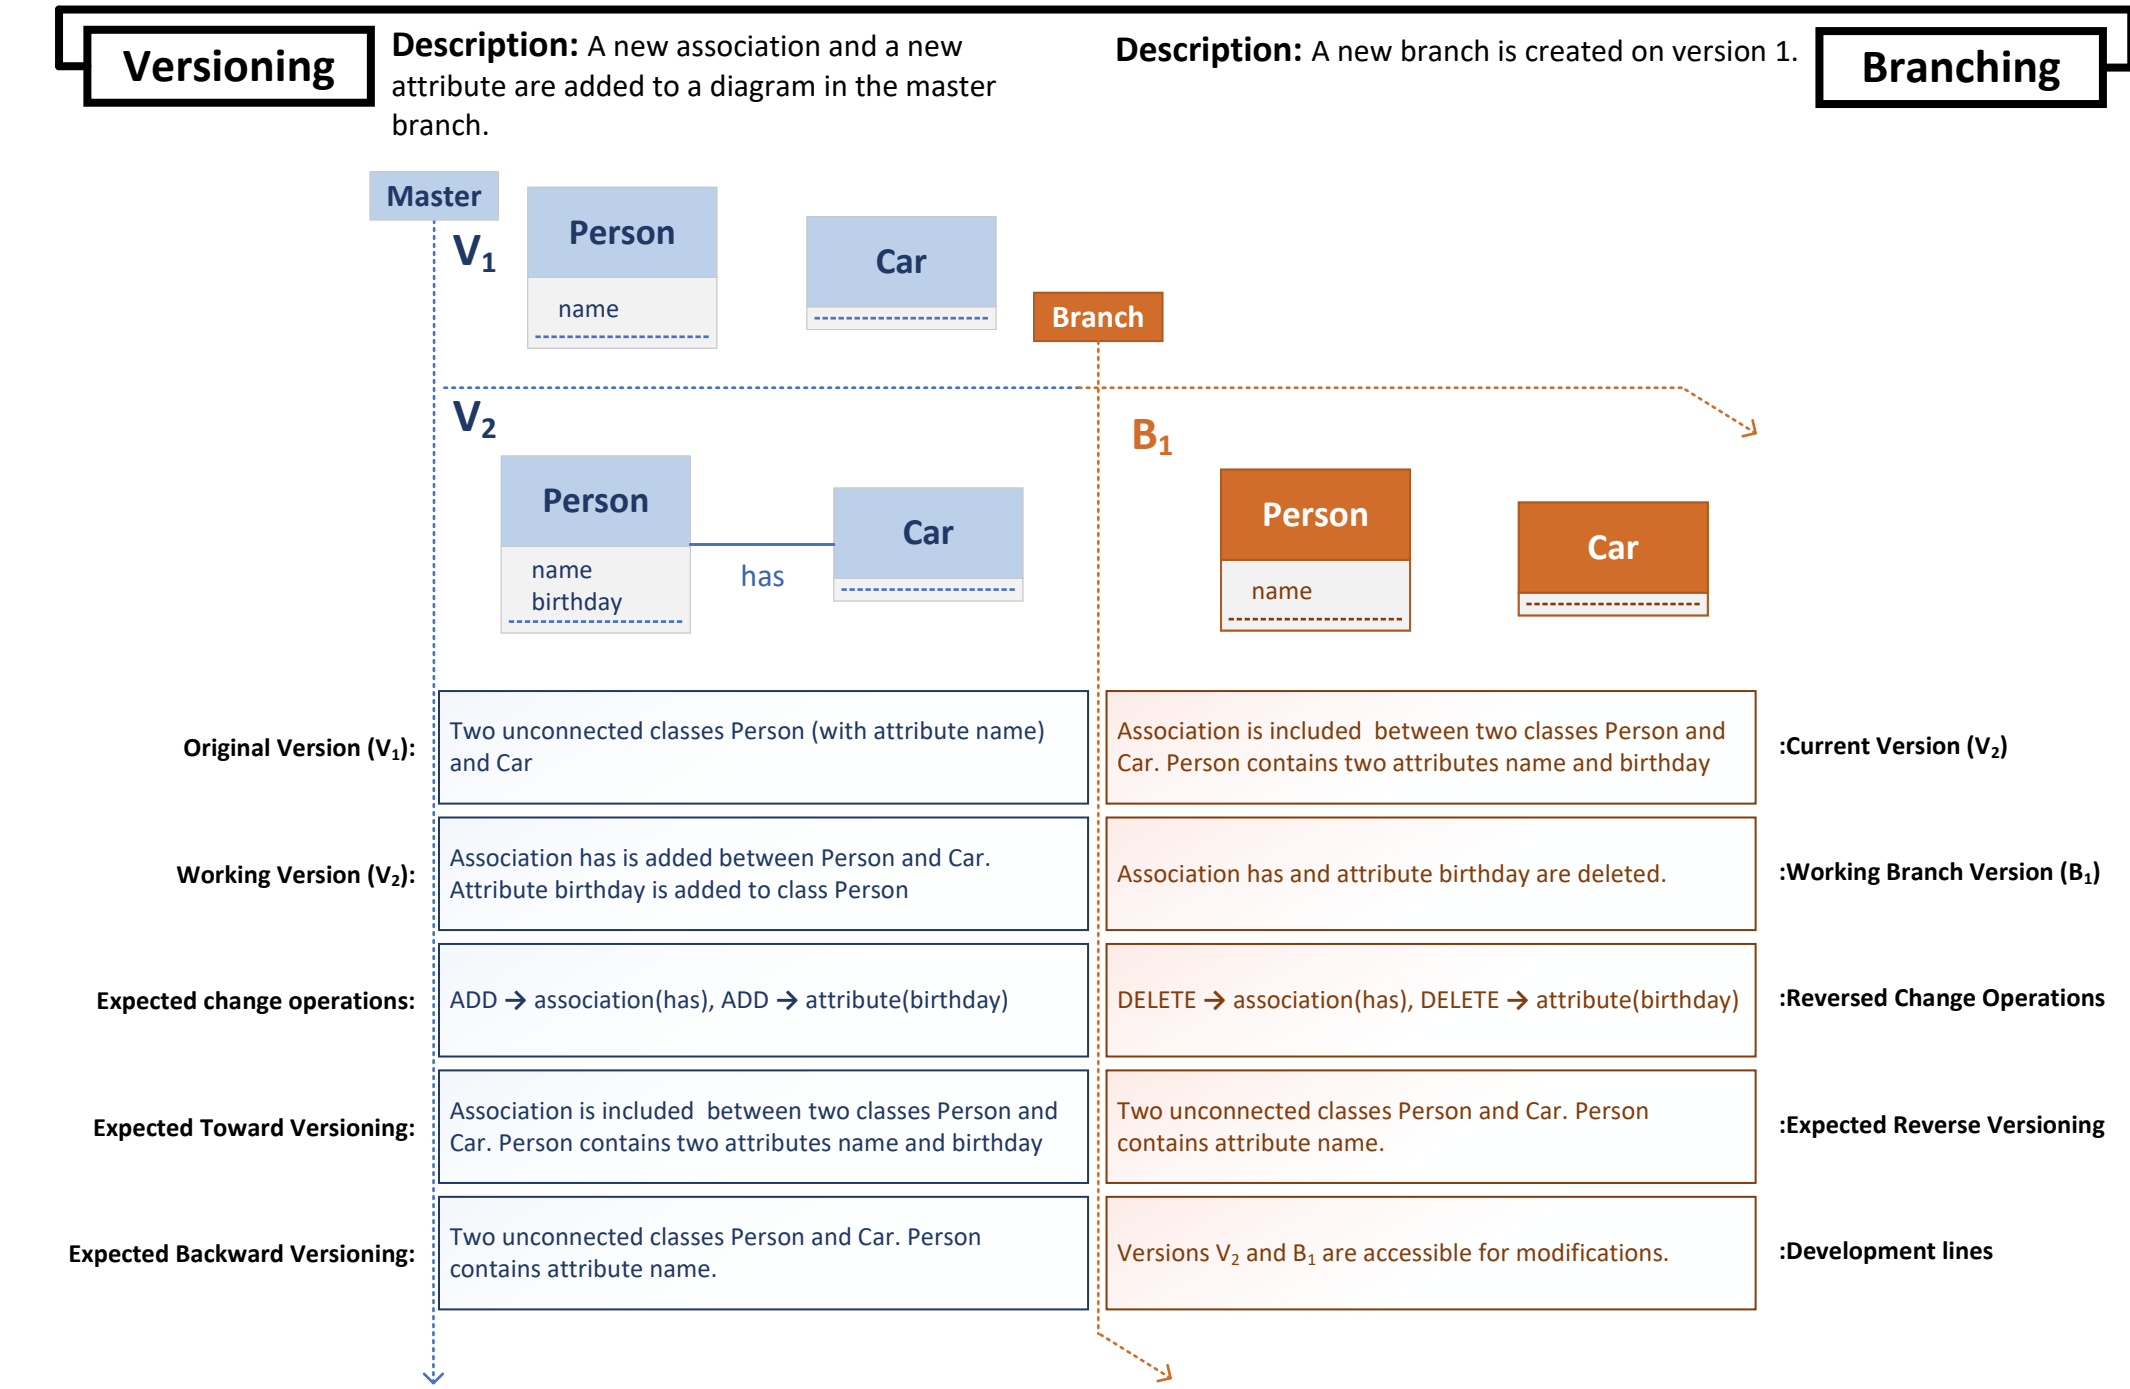 Versioning
Description: A new association and a new
attribute are added to a diagram in the master
branch.
Description: A new branch is created on version 1.
Branching
Master
V1
Person
name
Car
Branch
V2
Person
name
birthday
has
Car
B1
Person
name
Car
Original Version (V1):
Two unconnected classes Person (with attribute name)
and Car
Association is included  between two classes Person and
Car. Person contains two attributes name and birthday
:Current Version (V2)
Working Version (V2):
Association has is added between Person and Car.
Attribute birthday is added to class Person
Association has and attribute birthday are deleted.
:Working Branch Version (B1)
Expected change operations:
ADD → association(has), ADD → attribute(birthday)
DELETE → association(has), DELETE → attribute(birthday)
:Reversed Change Operations
Expected Toward Versioning:
Association is included  between two classes Person and
Car. Person contains two attributes name and birthday
Two unconnected classes Person and Car. Person
contains attribute name.
:Expected Reverse Versioning
Expected Backward Versioning:
Two unconnected classes Person and Car. Person
contains attribute name.
Versions V2 and B1 are accessible for modifications.
:Development lines